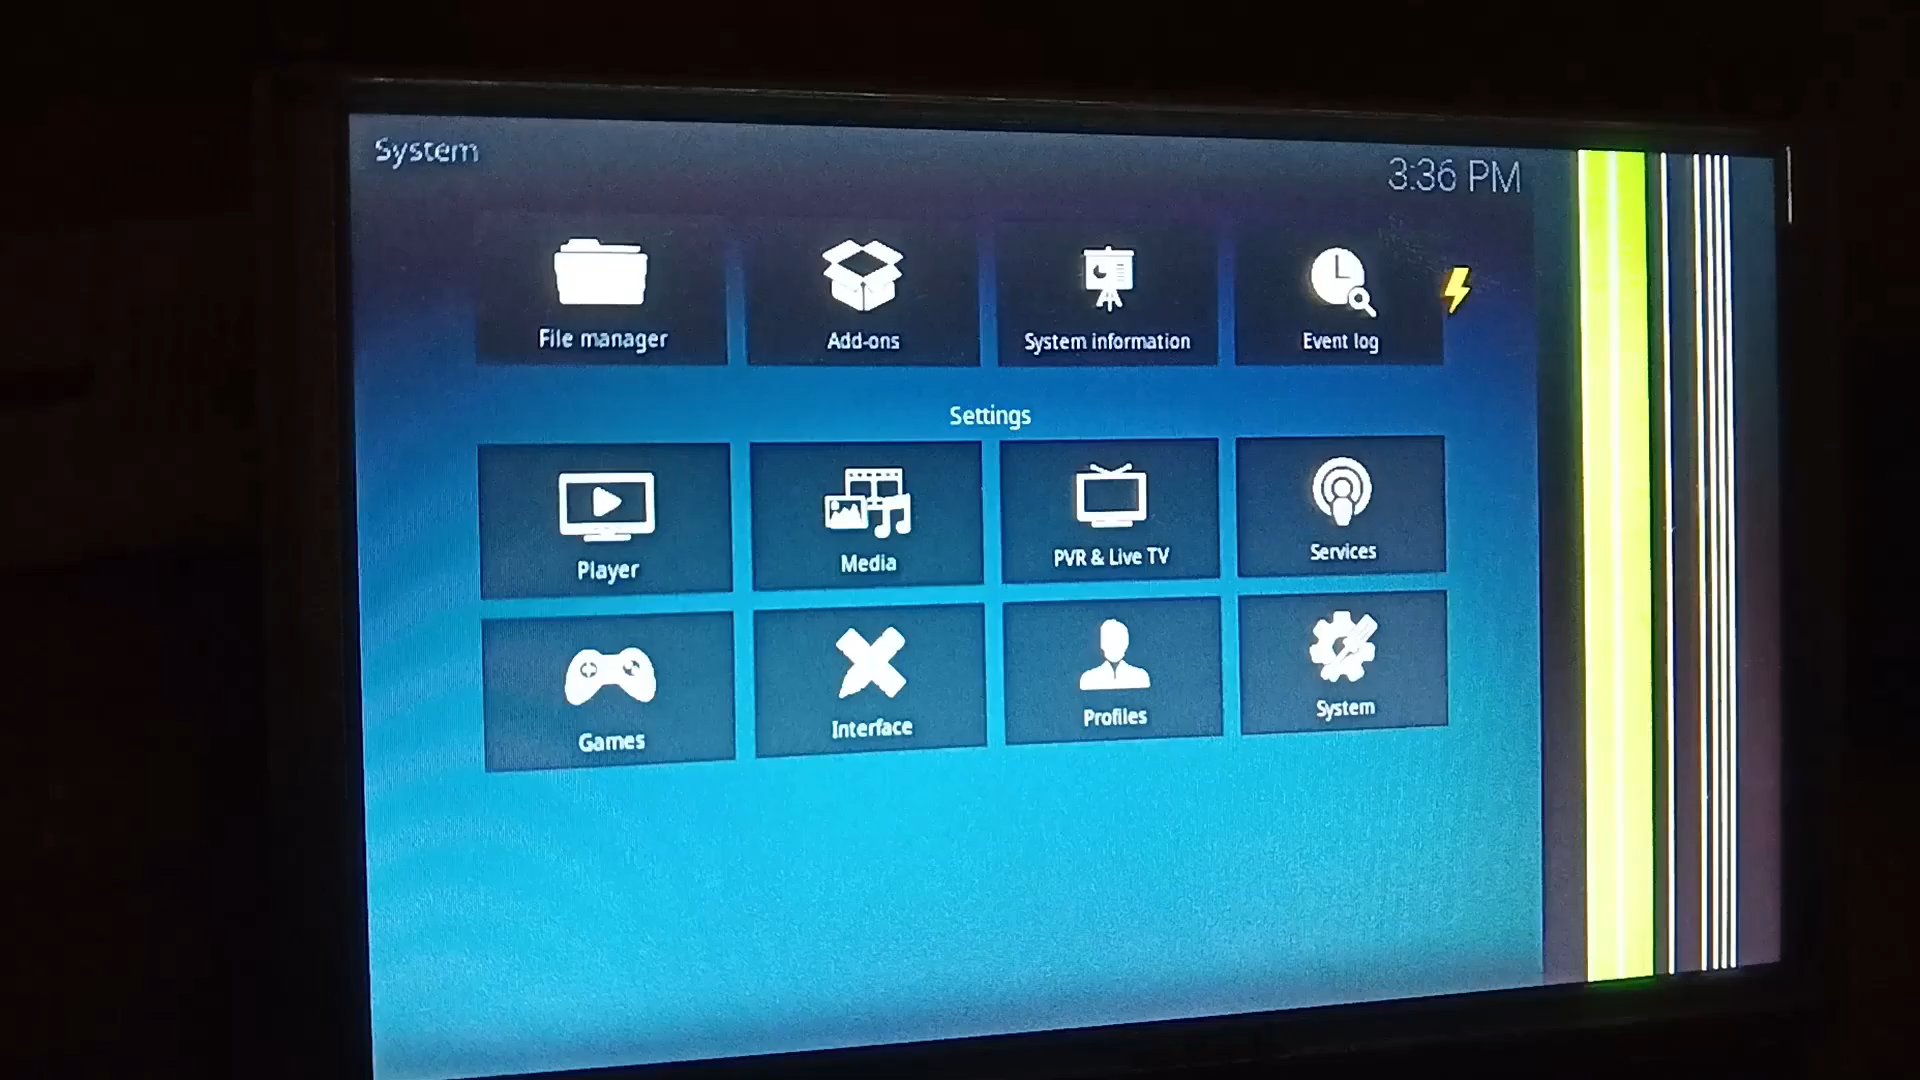 System
3:36 PM
File manager
Add-ons
System information
Event log
Settings
Player
Media
PVR & Live TV
Services
Games
Interface
Profiles
System